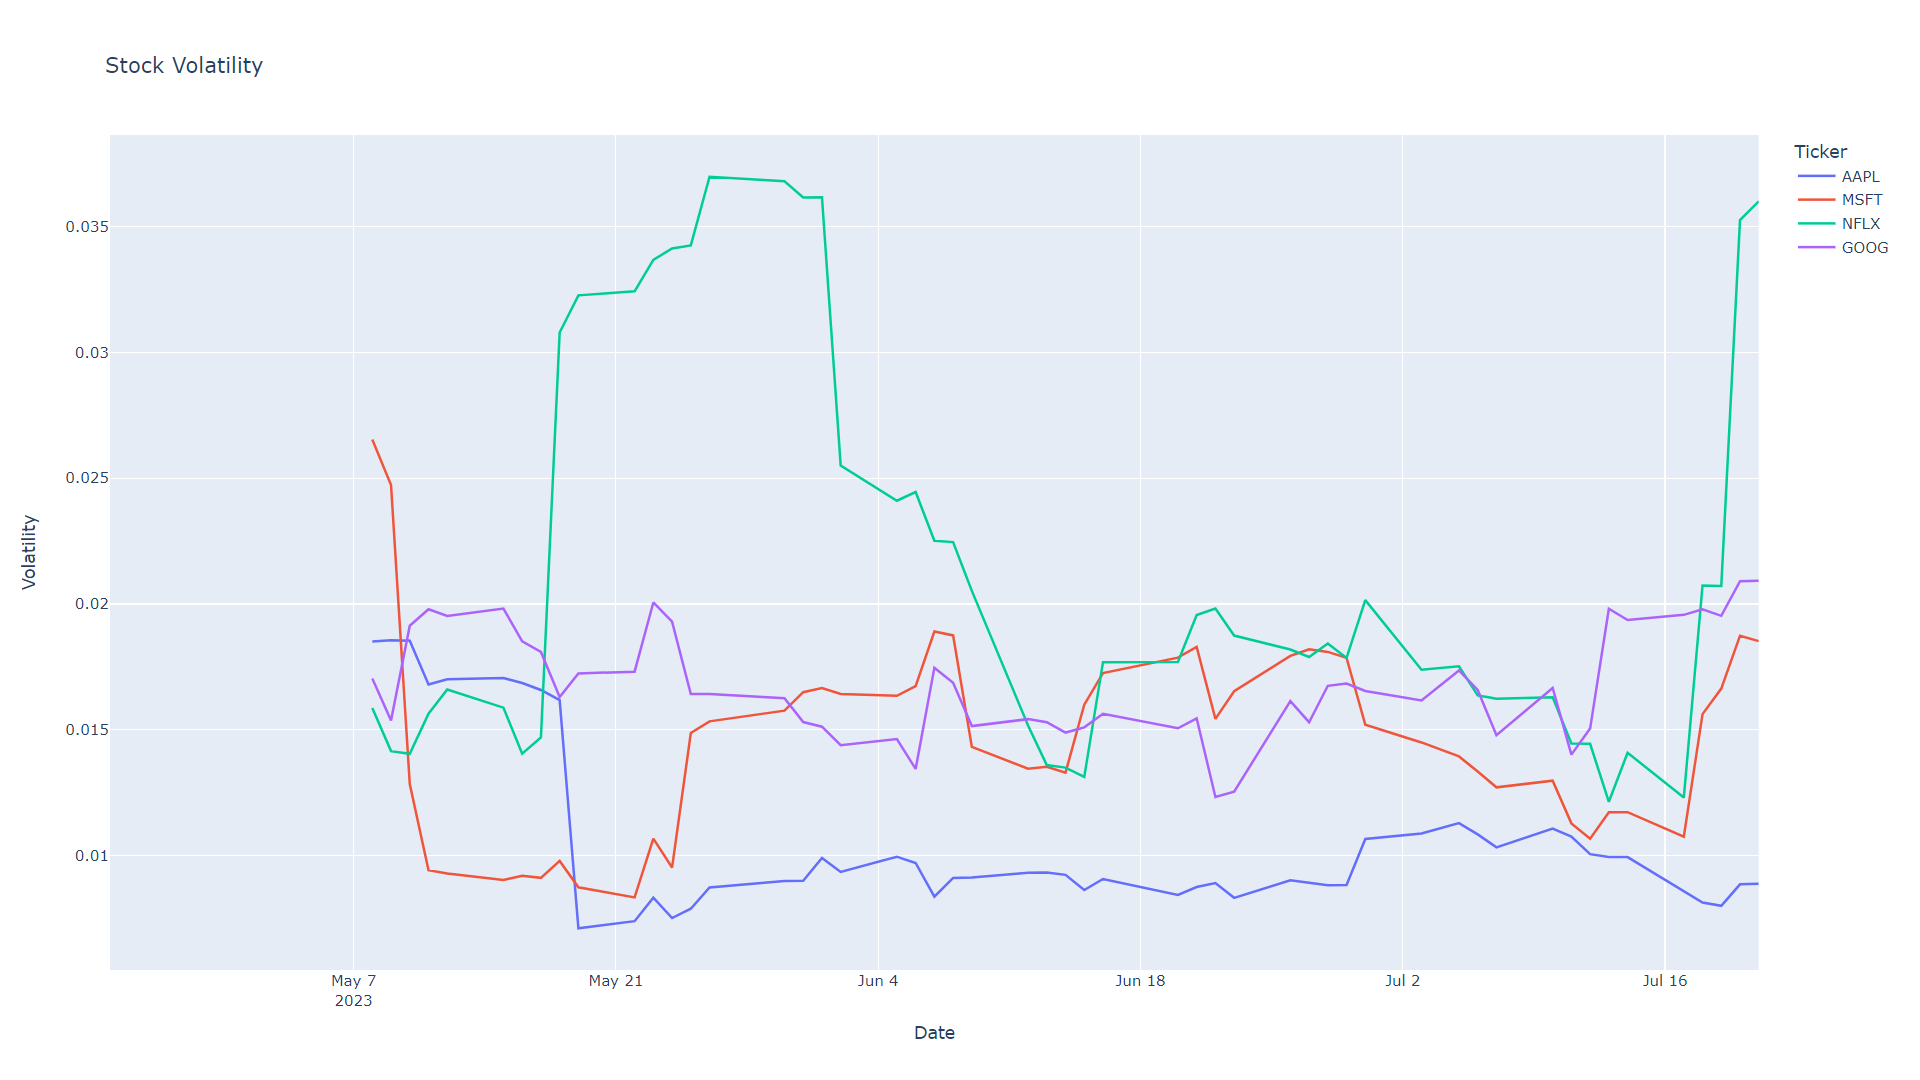 Stock Volatility
Ticker
AAPL
MSFT
NFLX
GOOG
Volatility
0.035
0.03
0.025
0.02
0.015
0.01
May 7
2023
May 21
Jun 4
Jun 18
Jul 2
Jul 16
Date